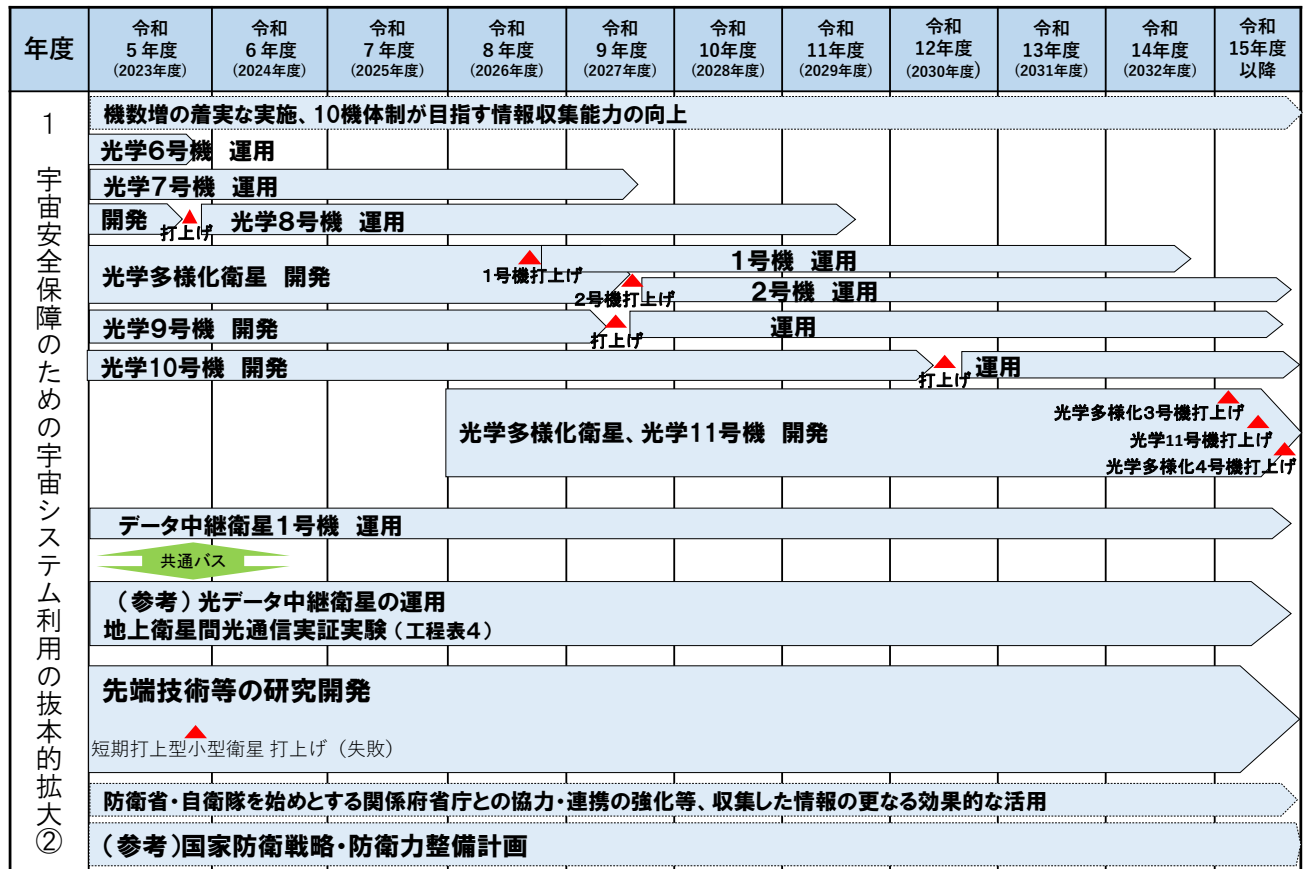 年度
令和
5年度
(2023年度)
令和
6年度
(2024年度)
令和
7年度
(2025年度)
令和
8年度
(2026年度)
令和
9年度
(2027年度)
令和
10年度
(2028年度)
令和
11年度
(2029年度)
令和
12年度
(2030年度)
令和
13年度
(2031年度)
令和
14年度
(2032年度)
令和
15年度
以降
1 宇宙安全保障のための宇宙システム利用の抜本的拡大②
機数増の着実な実施、10機体制が目指す情報収集能力の向上
光学6号機 運用
光学7号機 運用
開発
打上げ
光学8号機 運用
光学多様化衛星 開発
1号機打上げ
1号機 運用
2号機打上げ
2号機 運用
光学9号機 開発
打上げ
運用
光学10号機 開発
打上げ
運用
光学多様化衛星、光学11号機 開発
光学多様化3号機打上げ
光学11号機打上げ
光学多様化4号機打上げ
データ中継衛星1号機 運用
共通バス
(参考)光データ中継衛星の運用
地上衛星間光通信実証実験(工程表4)
先端技術等の研究開発
短期打上型小型衛星 打上げ(失敗)
防衛省・自衛隊を始めとする関係府省庁との協力・連携の強化等、収集した情報の更なる効果的な活用
(参考)国家防衛戦略・防衛力整備計画